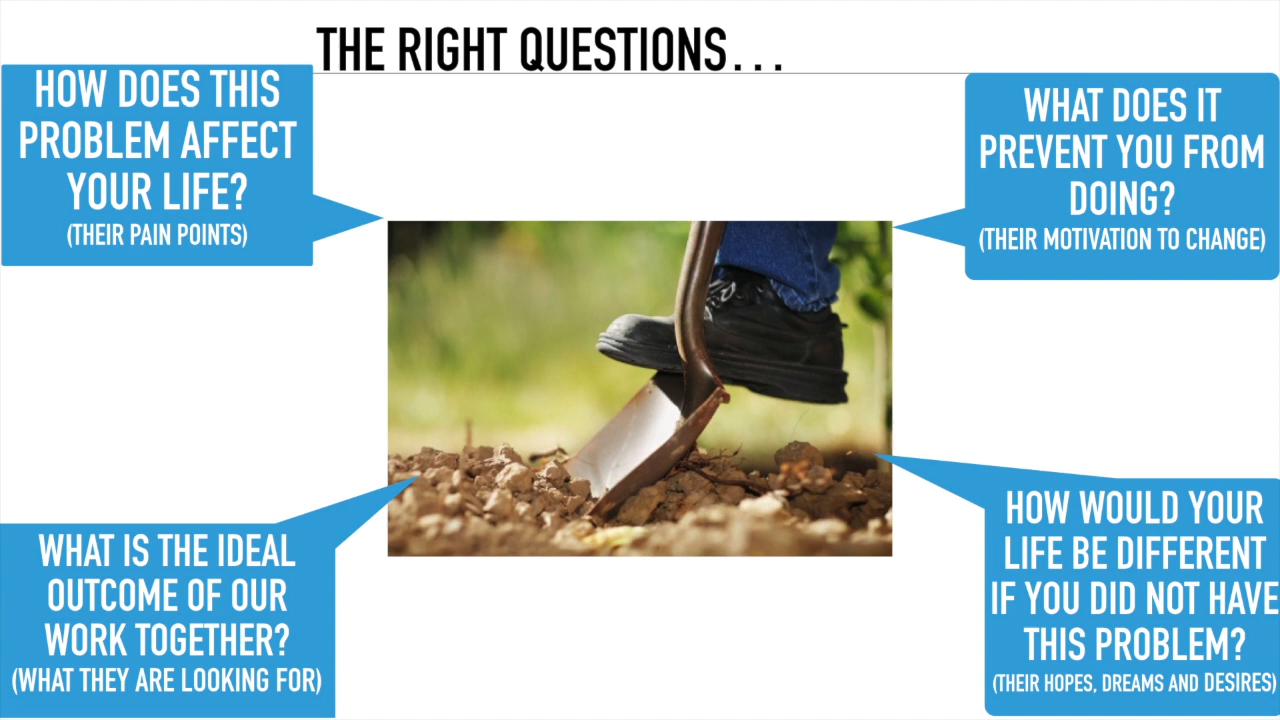 THE RIGHT QUESTIONS...
HOW DOES THIS
PROBLEM AFFECT
YOUR LIFE?
(THEIR PAIN POINTS)
WHAT DOES IT
PREVENT YOU FROM
DOING?
(THEIR MOTIVATION TO CHANGE)
WHAT IS THE IDEAL
OUTCOME OF OUR
WORK TOGETHER?
(WHAT THEY ARE LOOKING FOR)
HOW WOULD YOUR
LIFE BE DIFFERENT
IF YOU DID NOT HAVE
THIS PROBLEM?
(THEIR HOPES, DREAMS AND DESIRES)